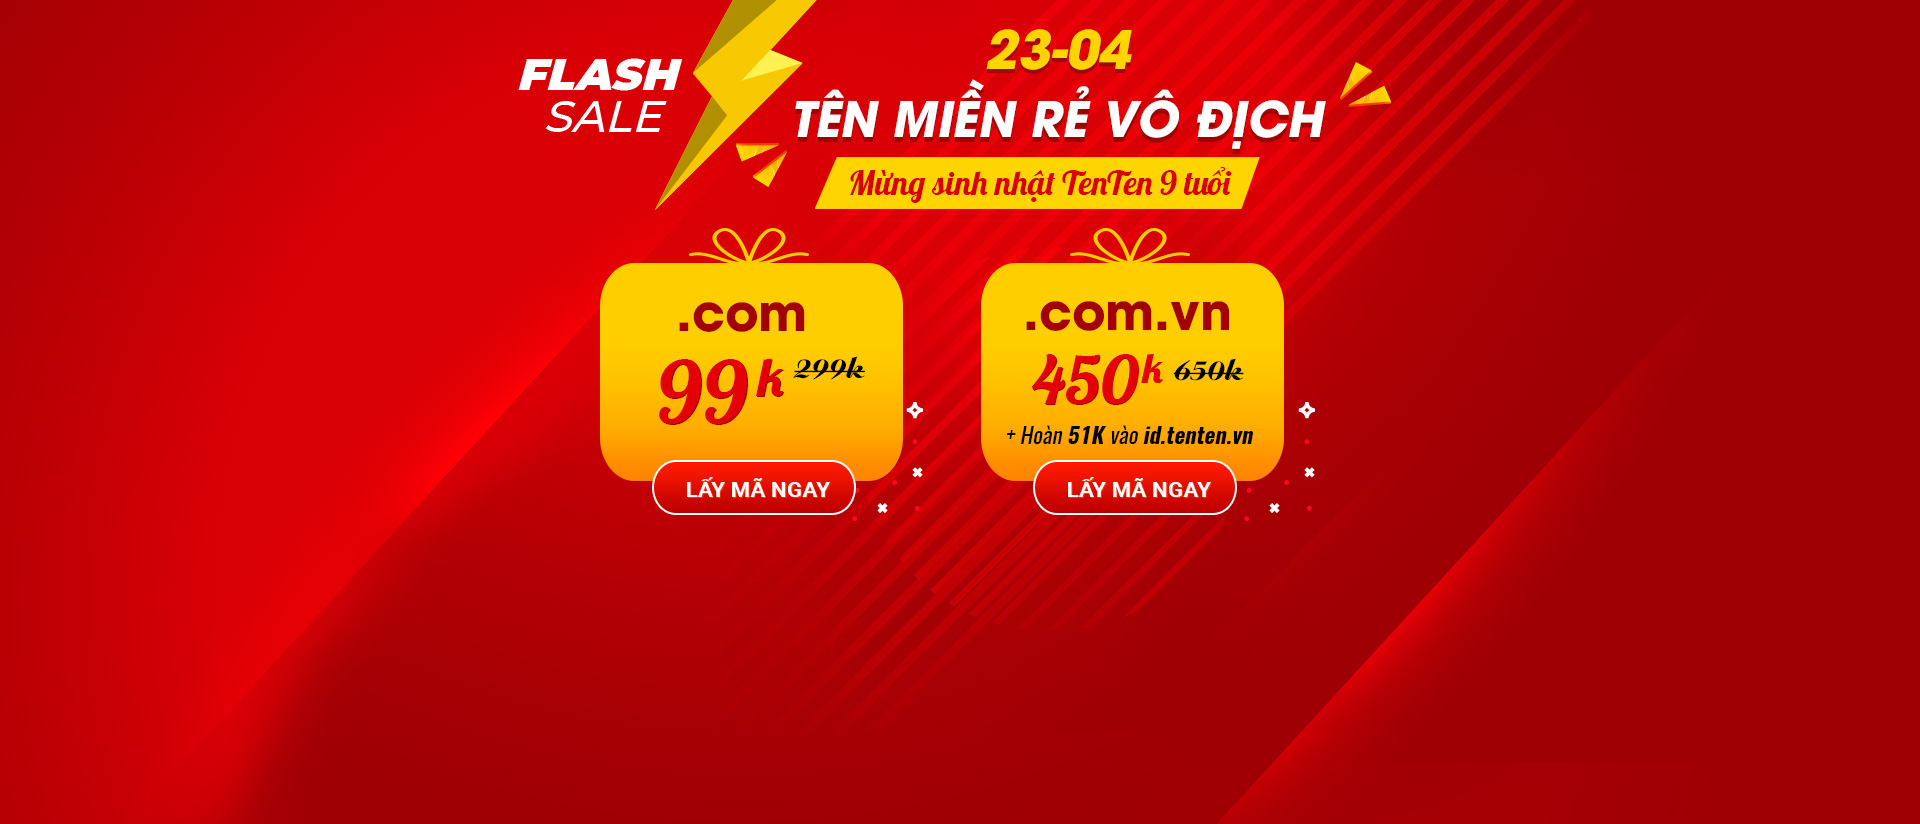 FLASH
SALE
23-04
TÊN MIỀN RẺ VÔ ĐỊCH
Mừng sinh nhật TenTen 9 tuổi
.com
99k 299k
LẤY MÃ NGAY
.com.vn
450k 650k
+ Hoàn 51K vào id.tenten.vn
LẤY MÃ NGAY